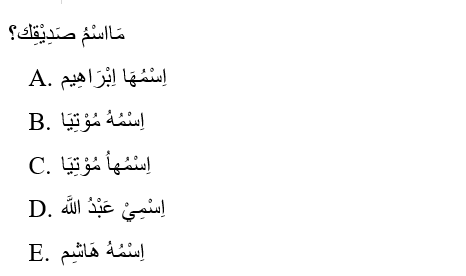 مَااسْمُ صَدِيْقِك؟
A. اِسْمُهَا اِبْرَاهِيم
B. اِسْمُهُ مُوْتِيَا
C. اِسْمُهاُ مُوْتِيَا
D. اِسْمِيْ عَبْدُ اللَّه
E. اِسْمُهُ هَاشِم